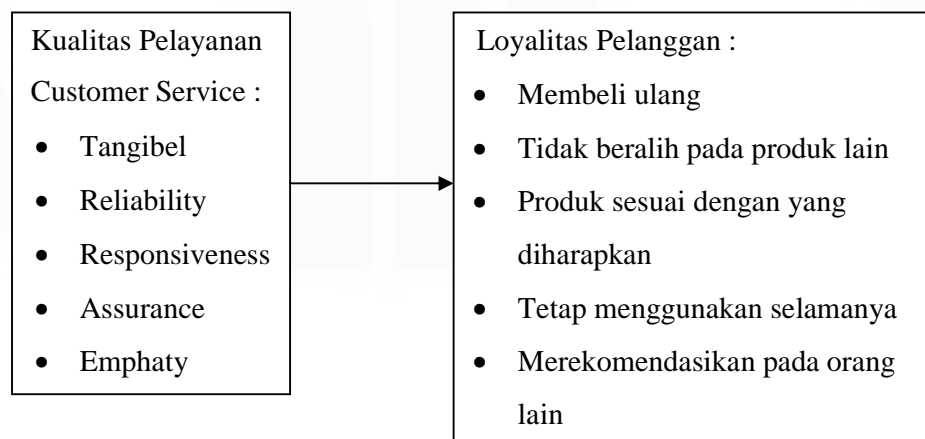 Kualitas Pelayanan
Customer Service :
• Tangibel
• Reliability
• Responsiveness
• Assurance
• Emphaty
Loyalitas Pelanggan :
• Membeli ulang
• Tidak beralih pada produk lain
• Produk sesuai dengan yang
diharapkan
• Tetap menggunakan selamanya
• Merekomendasikan pada orang
lain